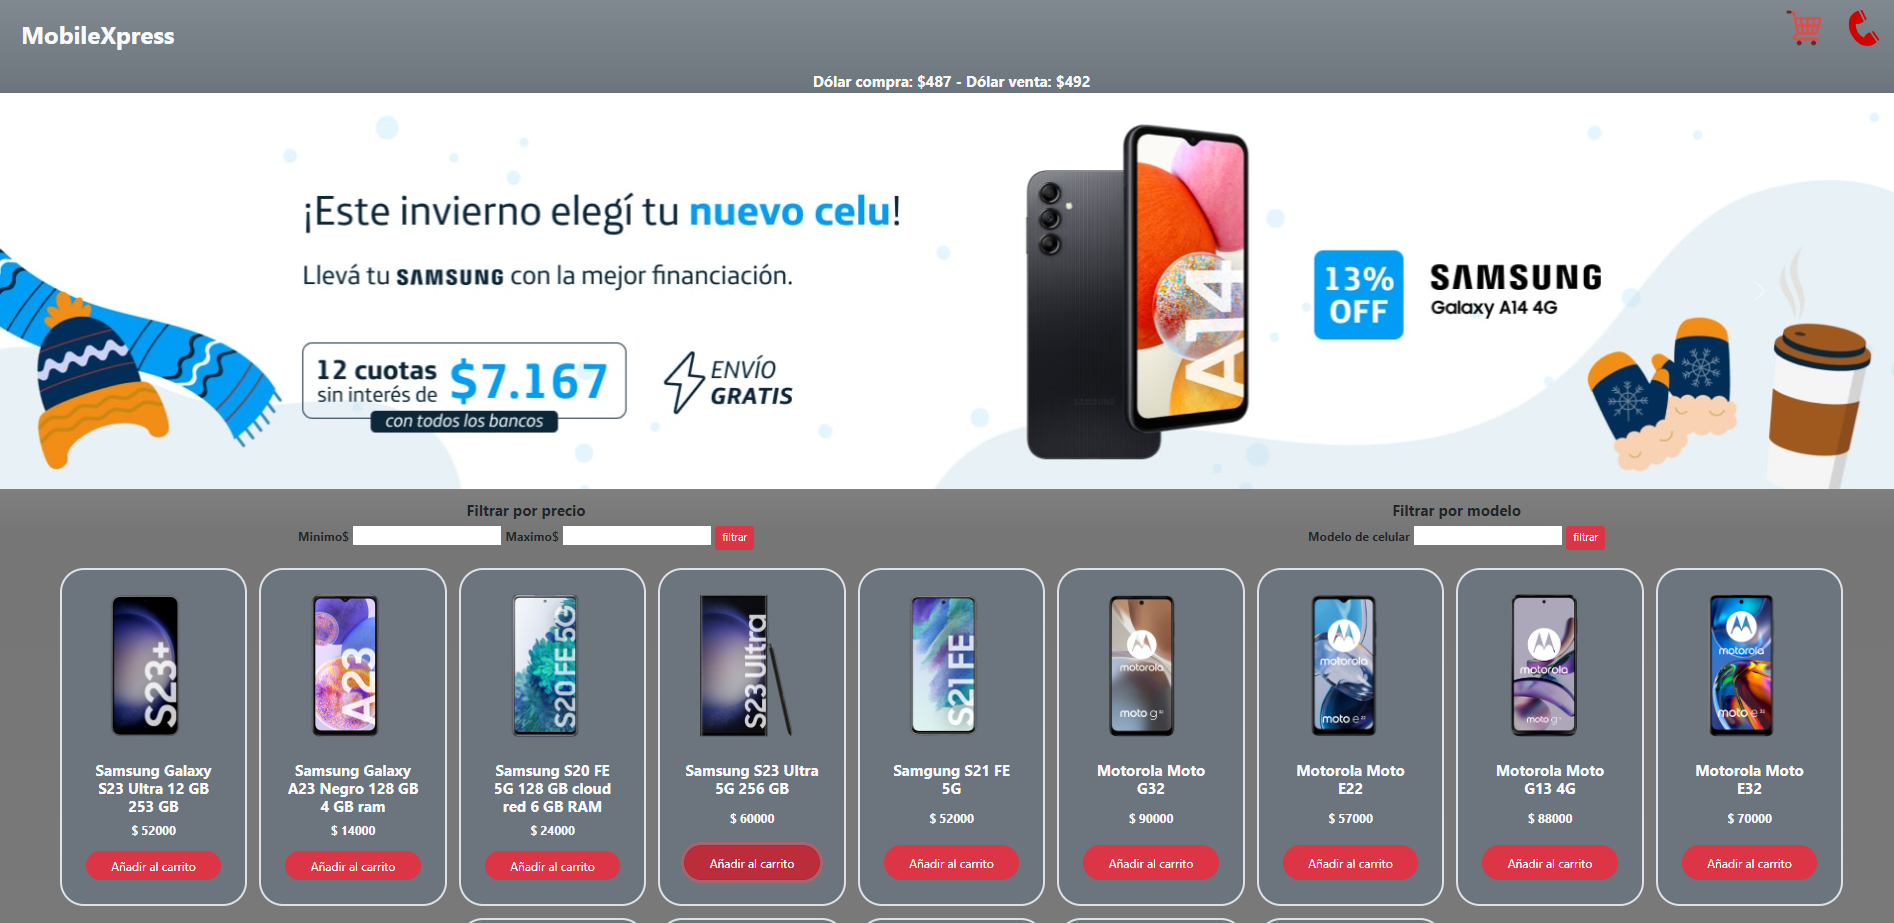 MobileXpress
Dólar compra: $487 - Dólar venta: $492
¡Este invierno elegí tu nuevo celu!
Llevá tu SAMSUNG con la mejor financiación.
12 cuotas
sin interés de
$7.167
con todos los bancos
ENVÍO
GRATIS
A14
13%
OFF
SAMSUNG
Galaxy A14 4G
Filtrar por precio
Minimo$
Maximo$
filtrar
Filtrar por modelo
Modelo de celular
filtrar
S23+
Samsung Galaxy
S23 Ultra 12 GB
253 GB
$ 52000
Añadir al carrito
A23
Samsung Galaxy
A23 Negro 128 GB
4 GB ram
$ 14000
Añadir al carrito
S20 FE 5G
Samsung S20 FE
5G 128 GB cloud
red 6 GB RAM
$ 24000
Añadir al carrito
S23 Ultra
Samsung S23 Ultra
5G 256 GB
$ 60000
Añadir al carrito
S21 FE
Samgung S21 FE
5G
$ 52000
Añadir al carrito
motorola
moto g32
Motorola Moto
G32
$ 90000
Añadir al carrito
motorola
moto e22
Motorola Moto
E22
$ 57000
Añadir al carrito
motorola
moto g
Motorola Moto
G13 4G
$ 88000
Añadir al carrito
motorola
moto e32
Motorola Moto
E32
$ 70000
Añadir al carrito